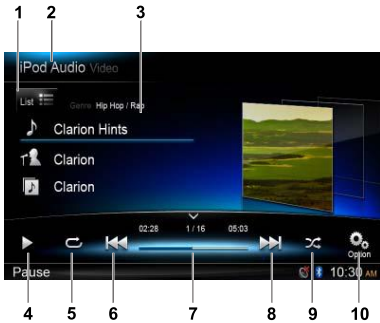 1 2 3
iPod Audio Video
List Genre Hip Hop / Rap
Clarion Hints
Clarion
Clarion
02:28 1 / 16 05:03
Option
Pause 10:30 AM
4 5 6 7 8 9 10